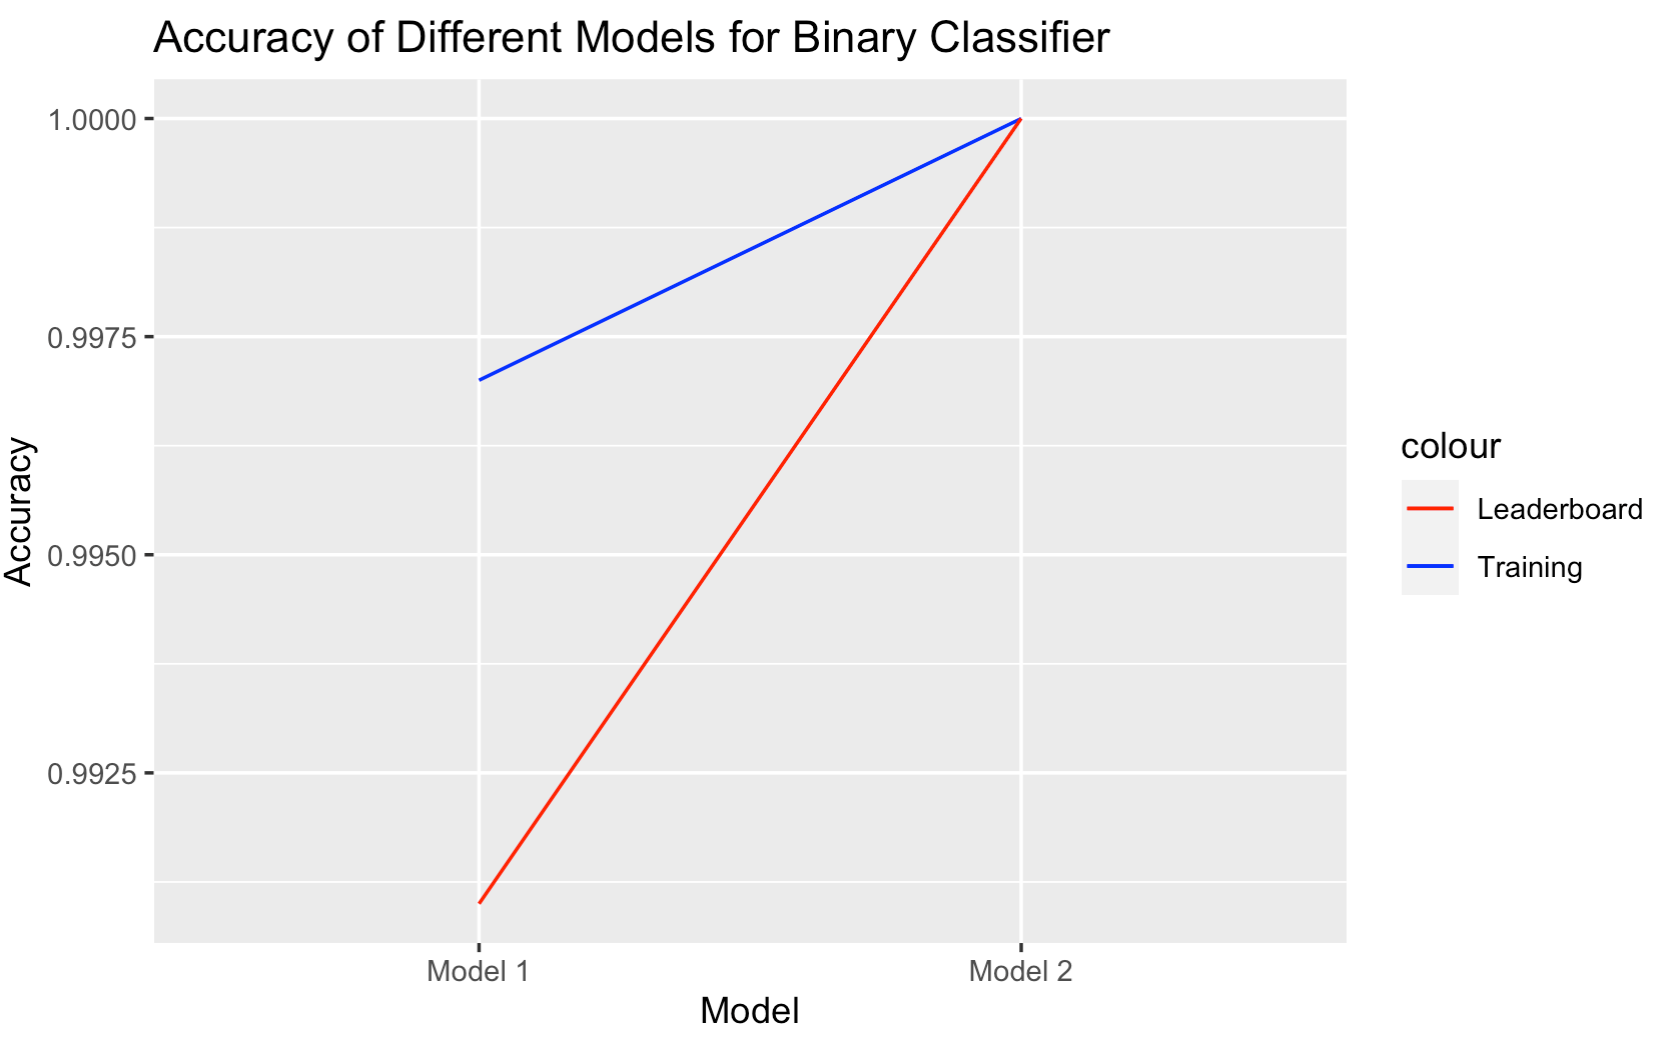 Accuracy of Different Models for Binary Classifier
1.0000
0.9975
0.9950
0.9925
Accuracy
Model 1
Model 2
Model
colour
Leaderboard
Training